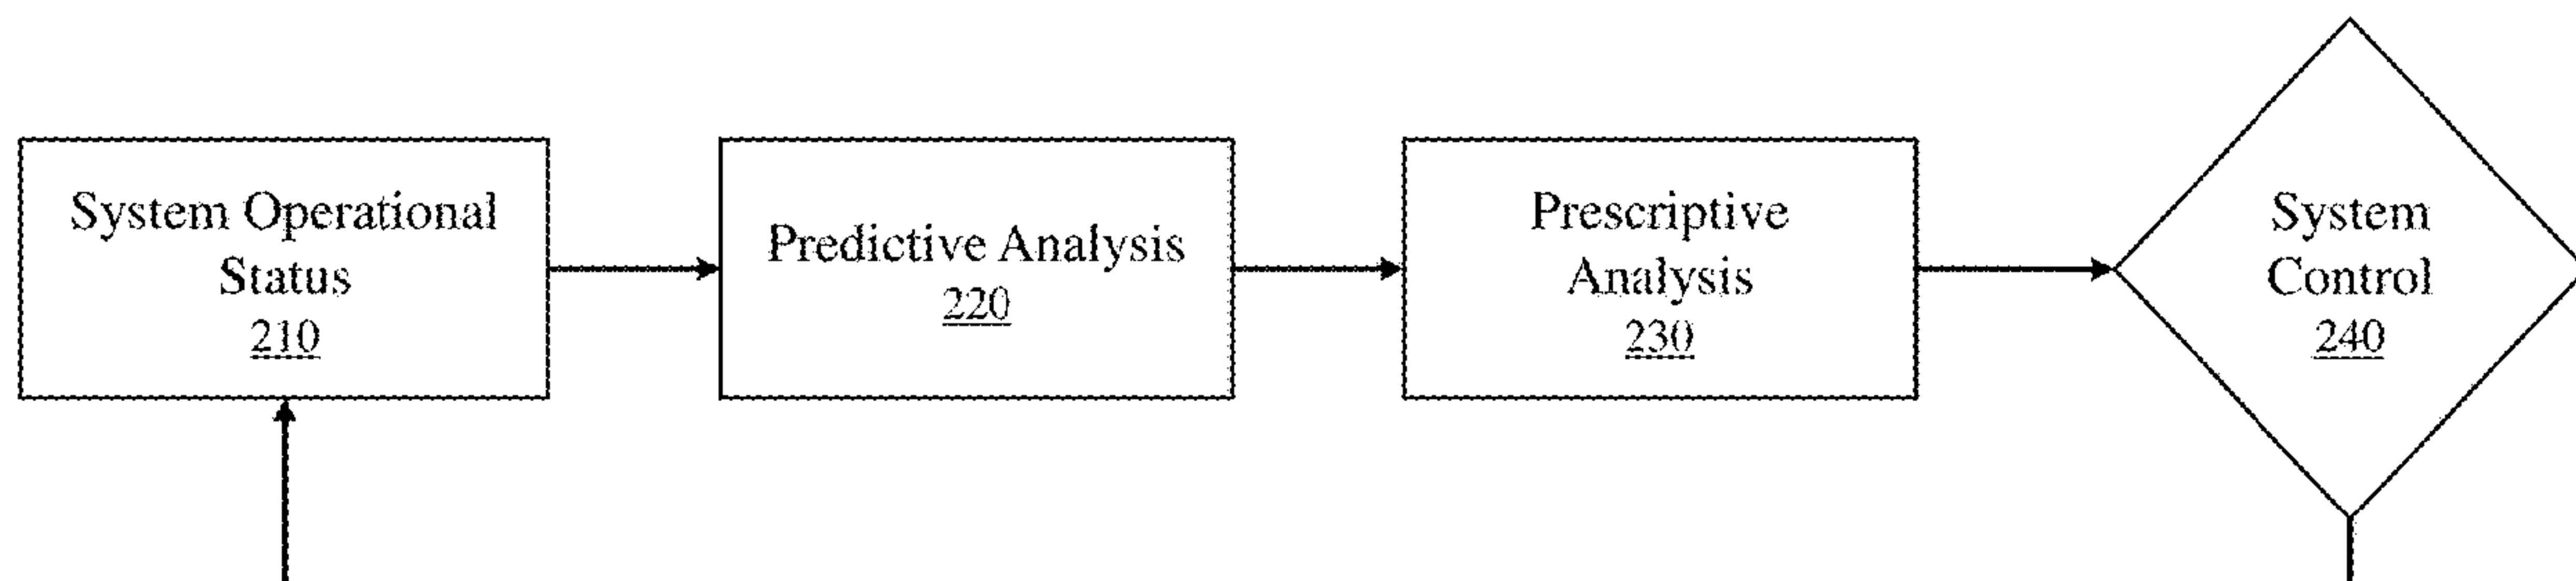 System Operational
Status
210
Predictive Analysis
220
Prescriptive
Analysis
230
System
Control
240